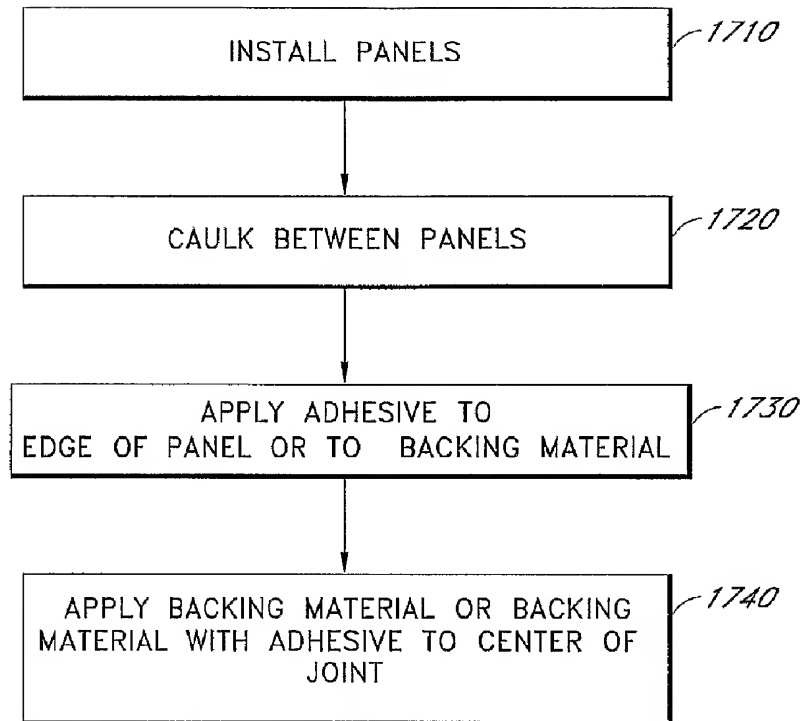 INSTALL PANELS
1710
CAULK BETWEEN PANELS
1720
APPLY ADHESIVE TO
EDGE OF PANEL OR TO BACKING MATERIAL
1730
APPLY BACKING MATERIAL OR BACKING
MATERIAL WITH ADHESIVE TO CENTER OF
JOINT
1740